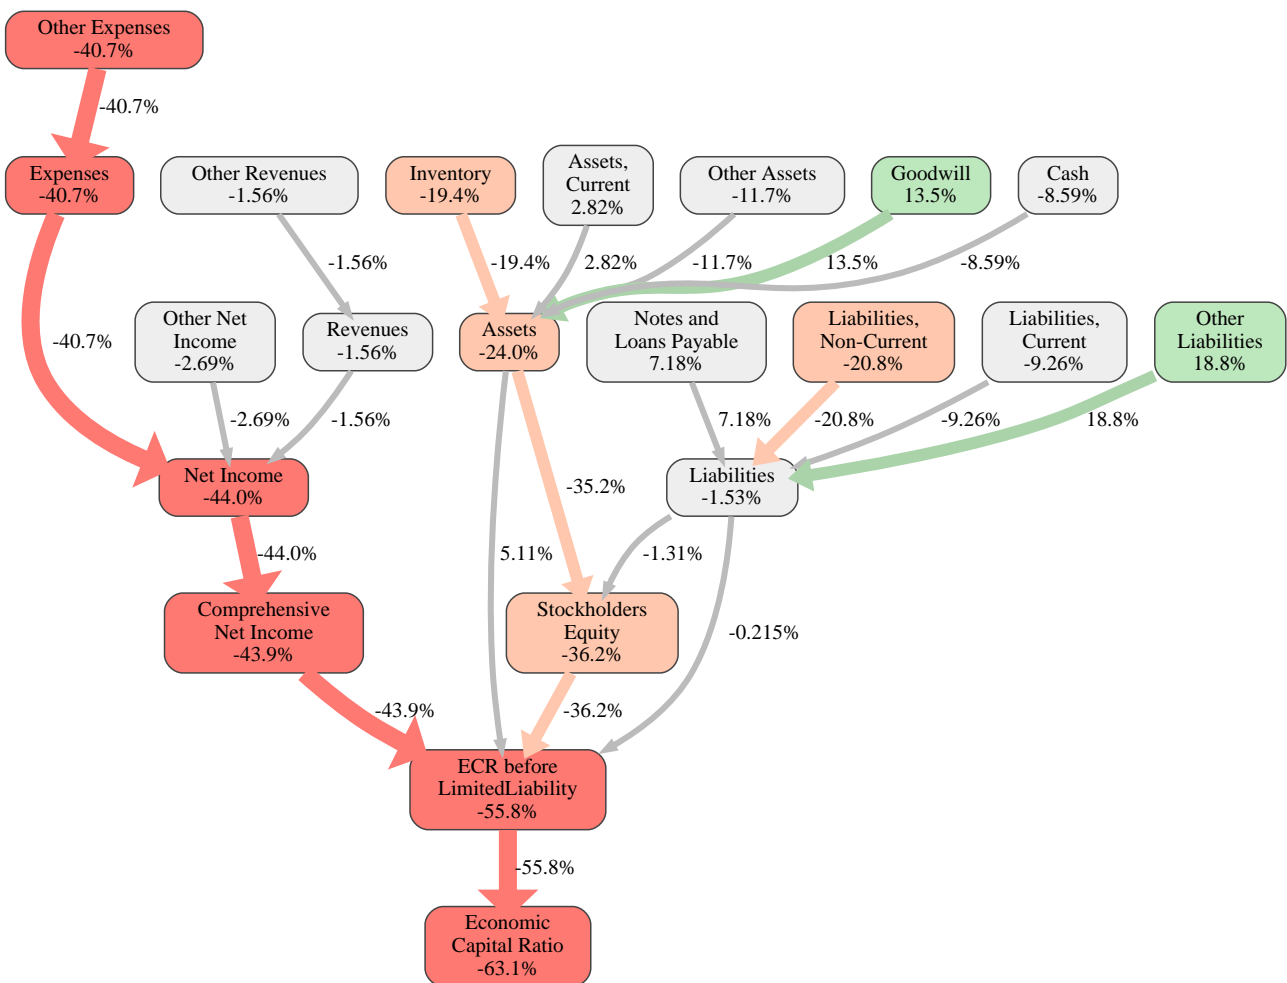 Other Expenses
-40.7%
-40.7%
Expenses
-40.7%
Other Revenues
-1.56%
Inventory
-19.4%
Assets,
Current
2.82%
Other Assets
-11.7%
Goodwill
13.5%
Cash
-8.59%
-1.56%
-19.4%
2.82%
-11.7%
13.5%
-8.59%
-40.7%
Other Net
Income
-2.69%
Revenues
-1.56%
Assets
-24.0%
Notes and
Loans Payable
7.18%
Liabilities,
Non-Current
-20.8%
Liabilities,
Current
-9.26%
Other
Liabilities
18.8%
-2.69%
-1.56%
7.18%
-20.8%
-9.26%
18.8%
Net Income
-44.0%
-35.2%
Liabilities
-1.53%
-44.0%
5.11%
-1.31%
Comprehensive
Net Income
-43.9%
Stockholders
Equity
-36.2%
-0.215%
-43.9%
-36.2%
ECR before
LimitedLiability
-55.8%
-55.8%
Economic
Capital Ratio
-63.1%